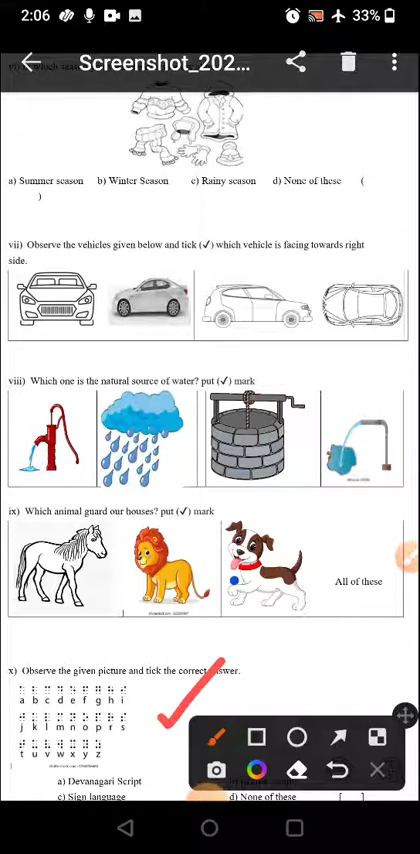 2:06
33%
Screenshot_202...
a) Summer season b) Winter Season c) Rainy season d) None of these (
)
vii) Observe the vehicles given below and tick (✓) which vehicle is facing towards right
side.
viii) Which one is the natural source of water? put (✓) mark
ix) Which animal guard our houses? put (✓) mark
All of these
x) Observe the given picture and tick the correct answer.
a b c d e f g h i
j k l m n o p r s
t u v w x y z
a) Devanagari Script
c) Sign language d) None of these [ ]